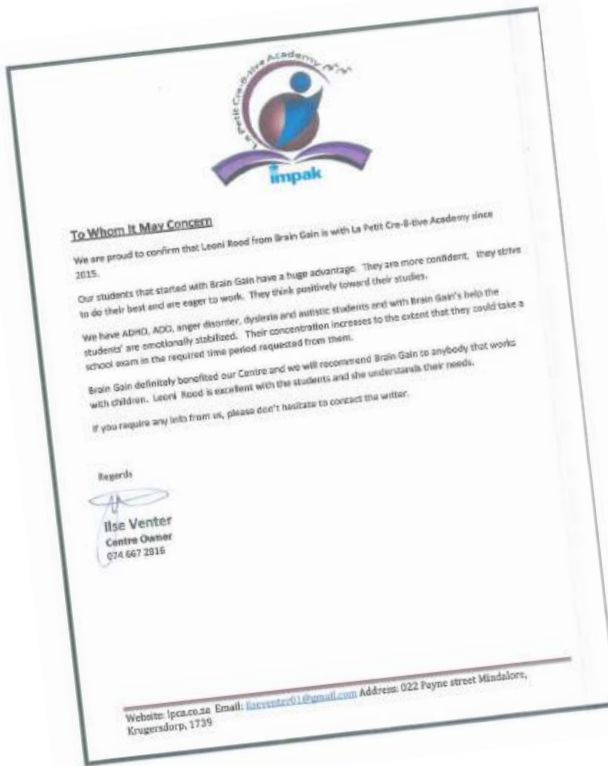 La Petit Cre-8-tive Academy
impak
To Whom It May Concern
We are proud to confirm that Leoni Rood from Brain Gain is with La Petit Cre-8-tive Academy since
2015.
Our students that started with Brain Gain have a huge advantage. They are more confident, they strive
to do their best and are eager to work. They think positively toward their studies.
We have ADHD, ADD, anger disorder, dyslexia and autistic students and with Brain Gain's help the
students' are emotionally stabilized. Their concentration increases to the extent that they could take a
school exam in the required time period requested from them.
Brain Gain definitely benefited our Centre and we will recommend Brain Gain to anybody that works
with children. Leoni Rood is excellent with the students and she understands their needs.
If you require any info from us, please don't hesitate to contact the writer.
Regards
Ilse Venter
Centre Owner
074 667 2816
Website: lpca.co.za Email: ilseventer01@gmail.com Address: 022 Payne street Mindalore,
Krugersdorp, 1739